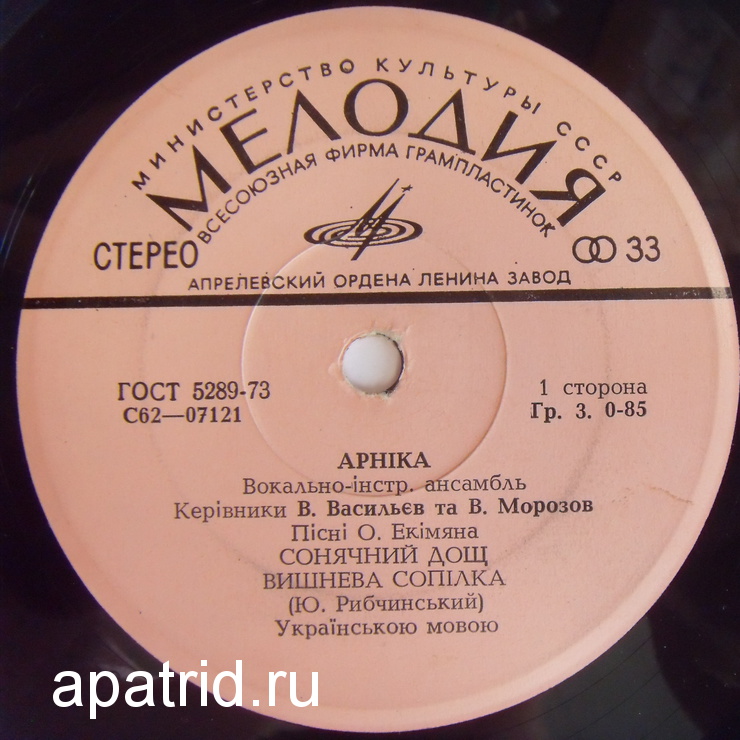 МИНИСТЕРСТВО КУЛЬТУРЫ СССР
МЕЛОДИЯ
ВСЕСОЮЗНАЯ ФИРМА ГРАМПЛАСТИНОК
СТЕРЕО
33
АПРЕЛЕВСКИЙ ОРДЕНА ЛЕНИНА ЗАВОД
ГОСТ 5289-73
С62—07121
1 сторона
Гр. 3. 0-85
АРНІКА
Вокально-інстр. ансамбль
Керівники В. Васильєв та В. Морозов
Пісні О. Екімяна
СОНЯЧНИЙ ДОЩ
ВИШНЕВА СОПІЛКА
(Ю. Рибчинський)
Українською мовою
apatrid.ru